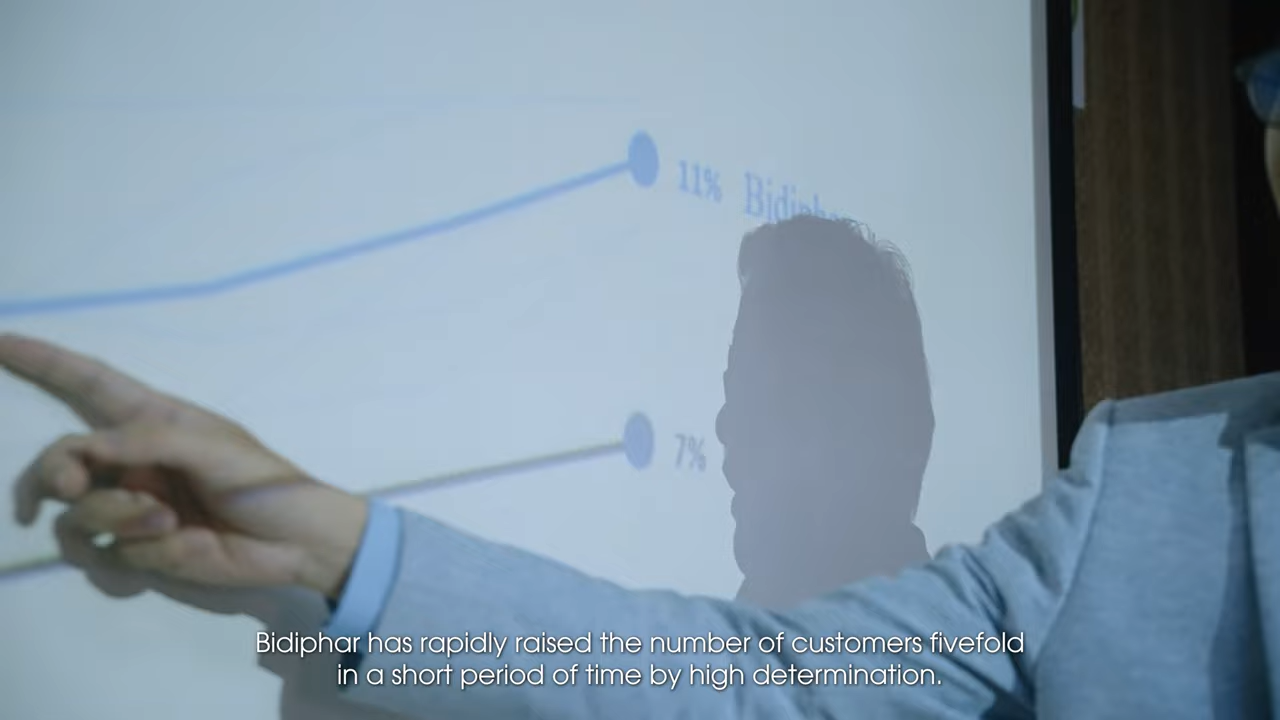 11% Bidiphar
7%
Bidiphar has rapidly raised the number of customers fivefold
in a short period of time by high determination.